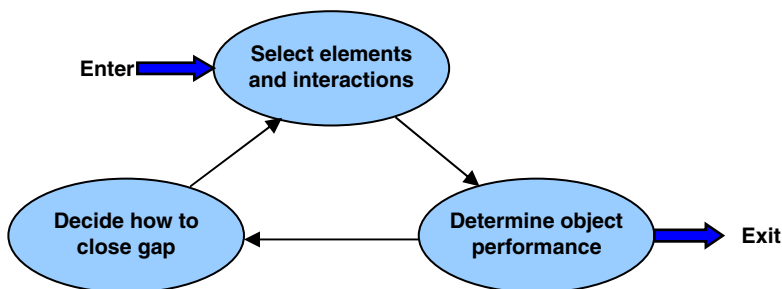 Select elements
and interactions
Enter
Decide how to
close gap
Determine object
performance
Exit